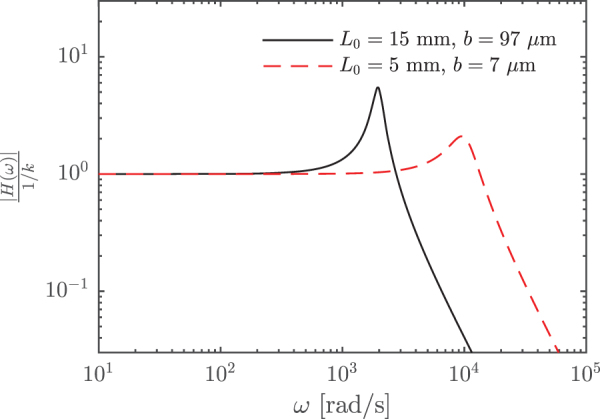 L₀ = 15 mm, b = 97 μm
L₀ = 5 mm, b = 7 μm
10¹
10⁰
10⁻¹
|H(ω)|
1/k
10¹ 10² 10³ 10⁴ 10⁵
ω [rad/s]